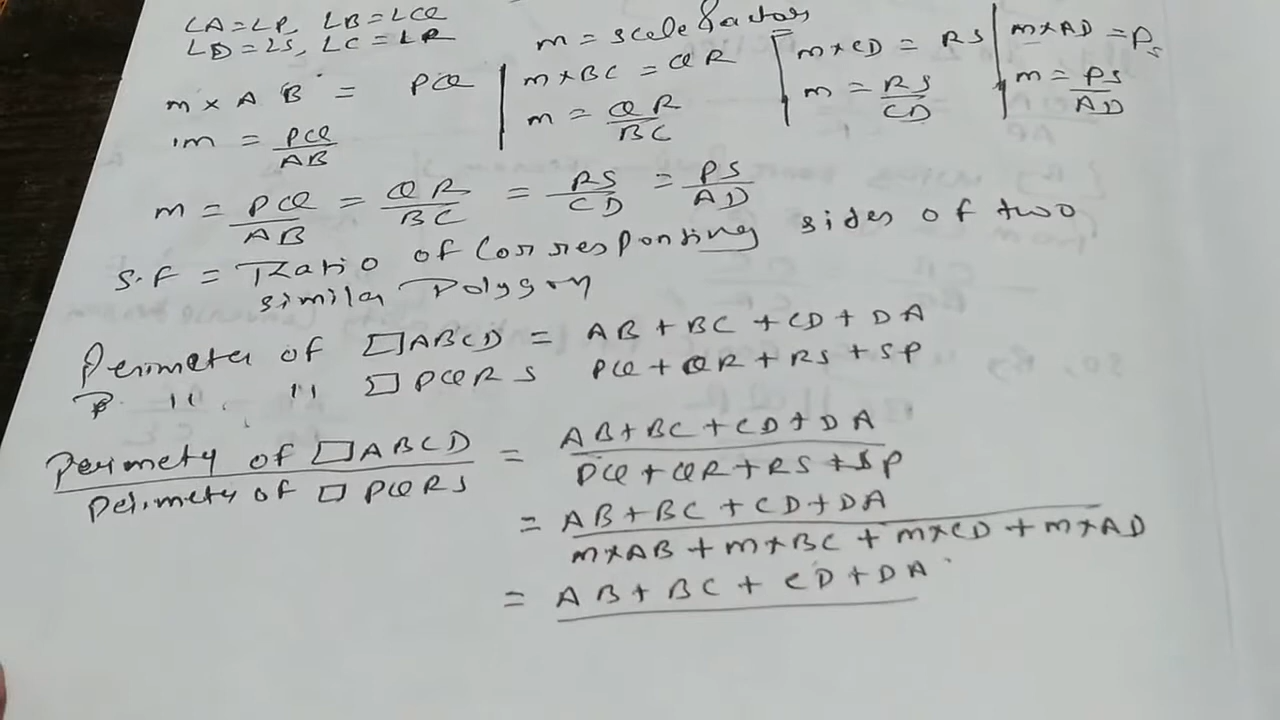 ∠A = ∠P, ∠B = ∠Q
∠D = ∠S, ∠C = ∠R
m = scale factor
m × AB = PQ | m × BC = QR | m × CD = RS | m × AD = PS
m = PQ/AB | m = QR/BC | m = RS/CD | m = PS/AD
m = PQ/AB = QR/BC = RS/CD = PS/AD
S.F = Ratio of Corresponting sides of two
similar Polygon
Perimeter of ▭ABCD = AB + BC + CD + DA
P. 〃 〃 ▭PQRS PQ + QR + RS + SP
Perimety of ▭ABCD / Perimety of ▭PQRS = AB + BC + CD + DA / PQ + QR + RS + SP
= AB + BC + CD + DA / m×AB + m×BC + m×CD + m×AD
= AB + BC + CD + DA